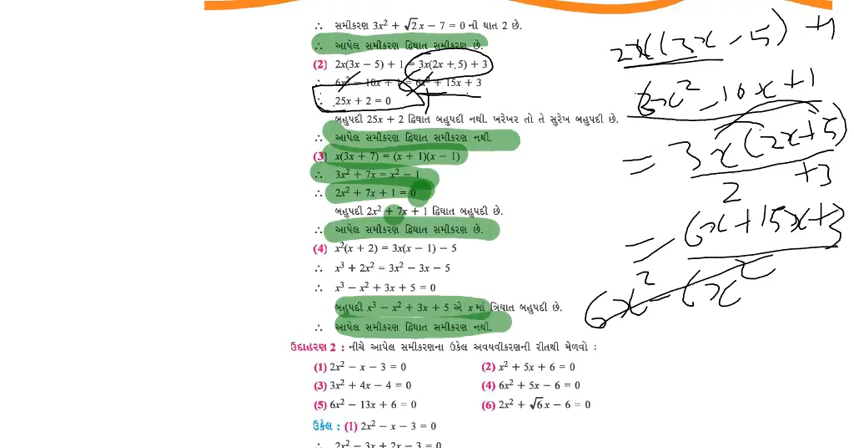 ∴ સમીકરણ 3x² + √2x − 7 = 0 ની ઘાત 2 છે.
∴ આપેલ સમીકરણ દ્વિઘાત સમીકરણ છે.
(2) 2x(3x − 5) + 1 = 3x(2x + 5) + 3
∴ 6x² − 10x + 1 = 6x² + 15x + 3
∴ 25x + 2 = 0
બહુપદી 25x + 2 દ્વિઘાત બહુપદી નથી. ખરેખર તો તે સુરેખ બહુપદી છે.
∴ આપેલ સમીકરણ દ્વિઘાત સમીકરણ નથી.
(3) x(3x + 7) = (x + 1)(x − 1)
∴ 3x² + 7x = x² − 1
∴ 2x² + 7x + 1 = 0
બહુપદી 2x² + 7x + 1 દ્વિઘાત બહુપદી છે.
∴ આપેલ સમીકરણ દ્વિઘાત સમીકરણ છે.
(4) x²(x + 2) = 3x(x − 1) − 5
∴ x³ + 2x² = 3x² − 3x − 5
∴ x³ − x² + 3x + 5 = 0
બહુપદી x³ − x² + 3x + 5 એ x માં ત્રિઘાત બહુપદી છે.
∴ આપેલ સમીકરણ દ્વિઘાત સમીકરણ નથી.
ઉદાહરણ 2 : નીચે આપેલ સમીકરણના ઉકેલ અવયવીકરણની રીતથી મેળવો :
(1) 2x² − x − 3 = 0 (2) x² + 5x + 6 = 0
(3) 3x² + 4x − 4 = 0 (4) 6x² + 5x − 6 = 0
(5) 6x² − 13x + 6 = 0 (6) 2x² + √6x − 6 = 0
ઉકેલ : (1) 2x² − x − 3 = 0
∴ 2x² − 3x + 2x − 3 = 0
2x(3x − 5) + 1
6x² − 10x + 1
= 3x(2x + 5)
+ 3
2
= 6x + 15x + 3
6x² − 6x²